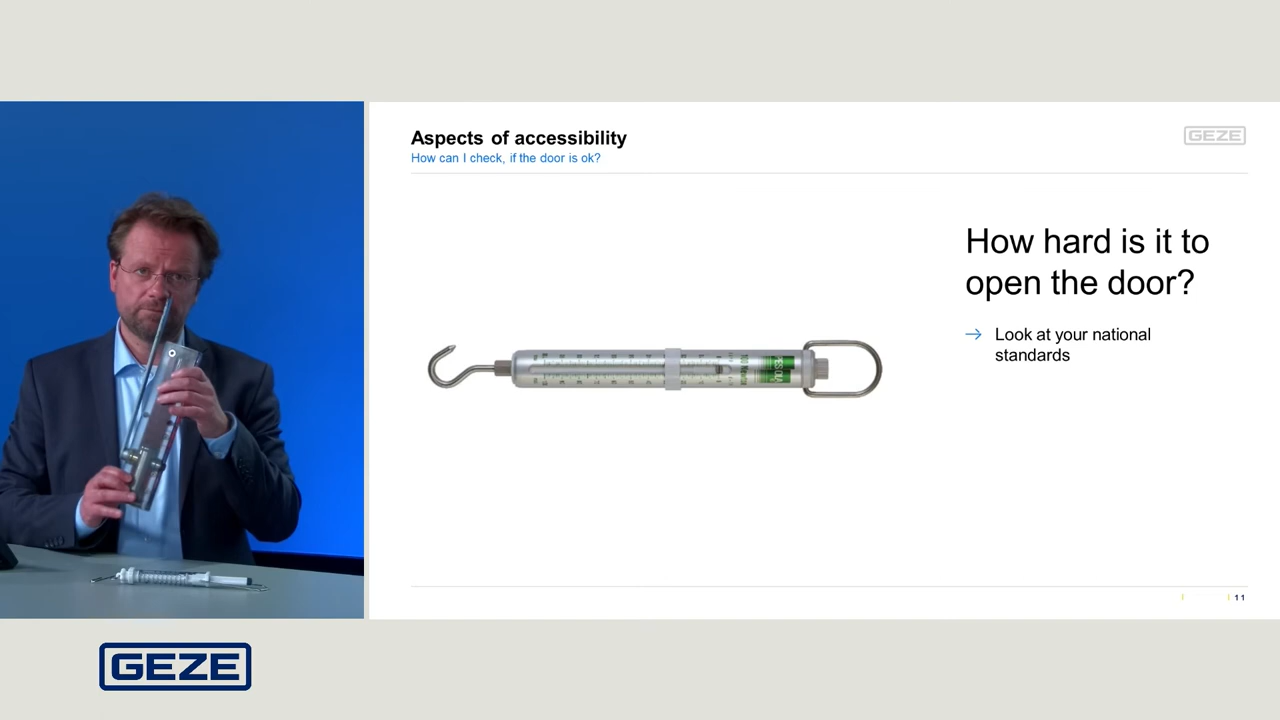 Aspects of accessibility
How can I check, if the door is ok?
GEZE
How hard is it to
open the door?
→ Look at your national
standards
11
GEZE